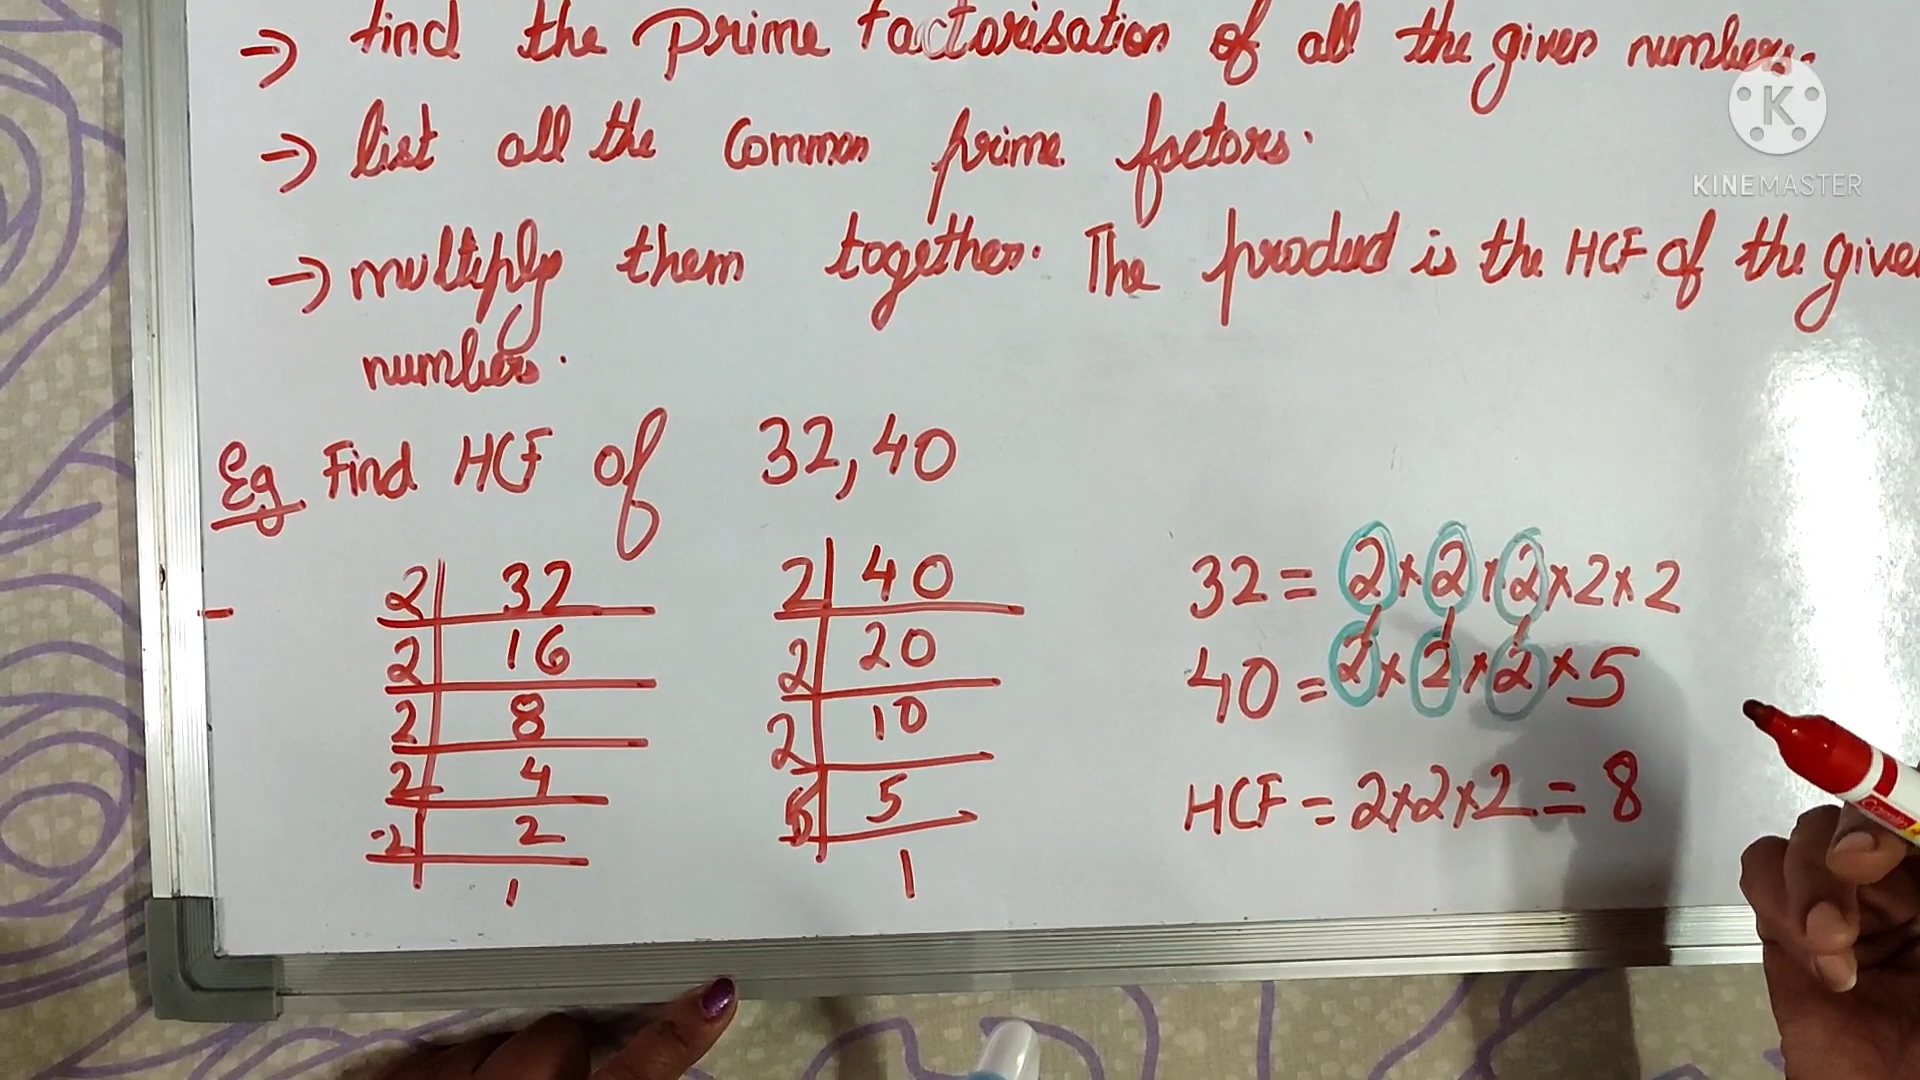 → find the prime factorisation of all the given numbers.
K
KINEMASTER
→ list all the common prime factors.
→ multiply them together. The product is the HCF of the given
numbers.
Eg Find HCF of 32, 40
2 | 32
2 | 16
2 | 8
2 | 4
2 | 2
1
2 | 40
2 | 20
2 | 10
5 | 5
1
32 = 2 × 2 × 2 × 2 × 2
40 = 2 × 2 × 2 × 5
HCF = 2 × 2 × 2 = 8